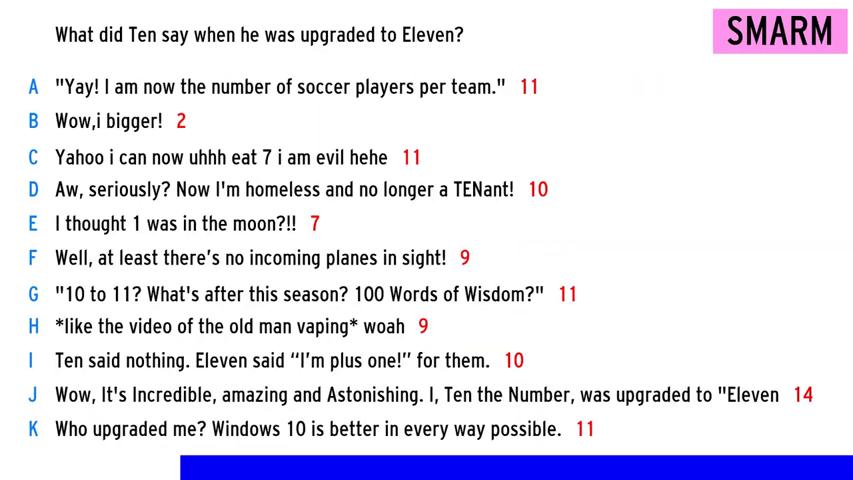 What did Ten say when he was upgraded to Eleven?
SMARM
A "Yay! I am now the number of soccer players per team." 11
B Wow,i bigger! 2
C Yahoo i can now uhhh eat 7 i am evil hehe 11
D Aw, seriously? Now I'm homeless and no longer a TENant! 10
E I thought 1 was in the moon?!! 7
F Well, at least there's no incoming planes in sight! 9
G "10 to 11? What's after this season? 100 Words of Wisdom?" 11
H *like the video of the old man vaping* woah 9
I Ten said nothing. Eleven said “I'm plus one!” for them. 10
J Wow, It's Incredible, amazing and Astonishing. I, Ten the Number, was upgraded to "Eleven 14
K Who upgraded me? Windows 10 is better in every way possible. 11